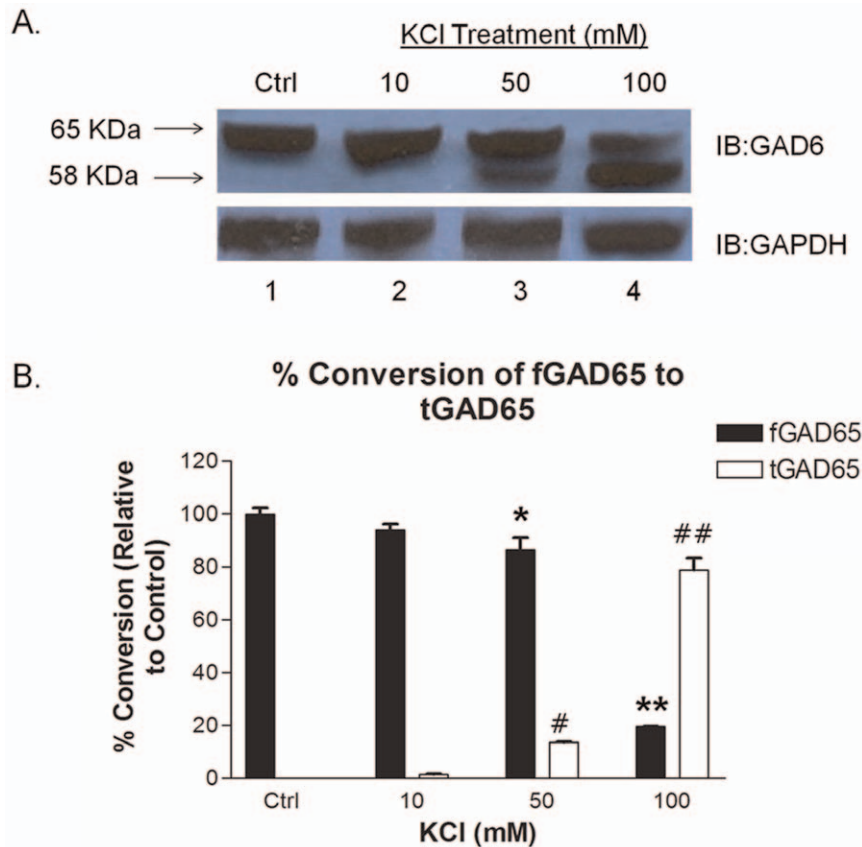 A.
KCl Treatment (mM)
Ctrl 10 50 100
65 KDa
IB:GAD6
58 KDa
IB:GAPDH
1 2 3 4
B.
% Conversion of fGAD65 to
tGAD65
fGAD65
tGAD65
% Conversion (Relative
to Control)
120
100
80
60
40
20
0
*
#
**
##
Ctrl 10 50 100
KCl (mM)